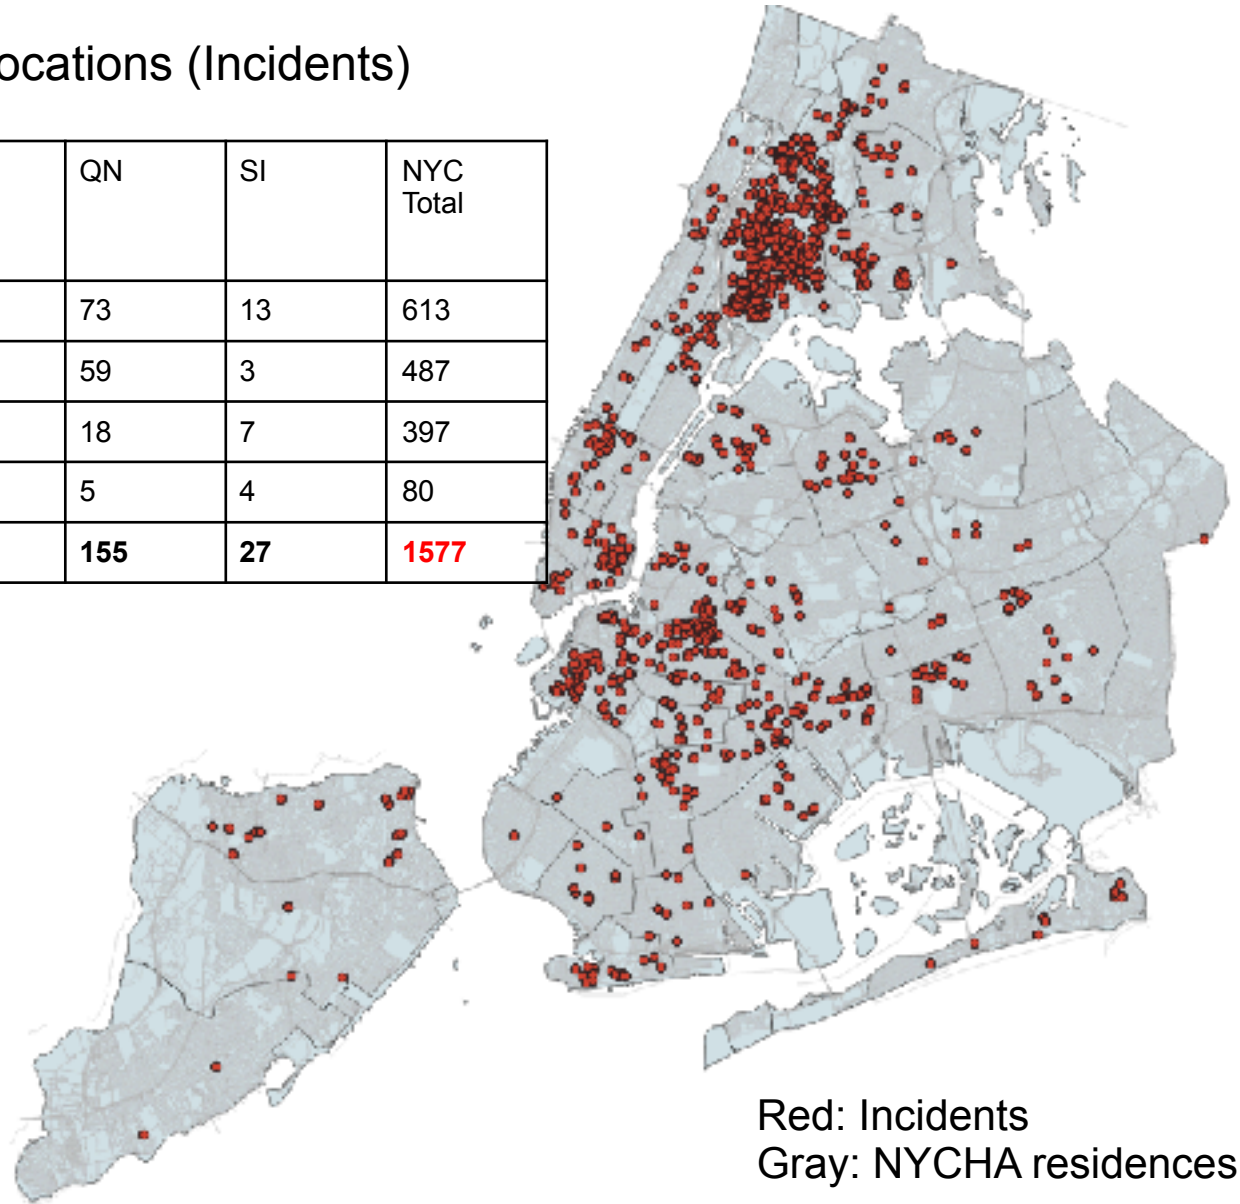 ocations (Incidents)
QN SI NYC
Total
73 13 613
59 3 487
18 7 397
5 4 80
155 27 1577
Red: Incidents
Gray: NYCHA residences